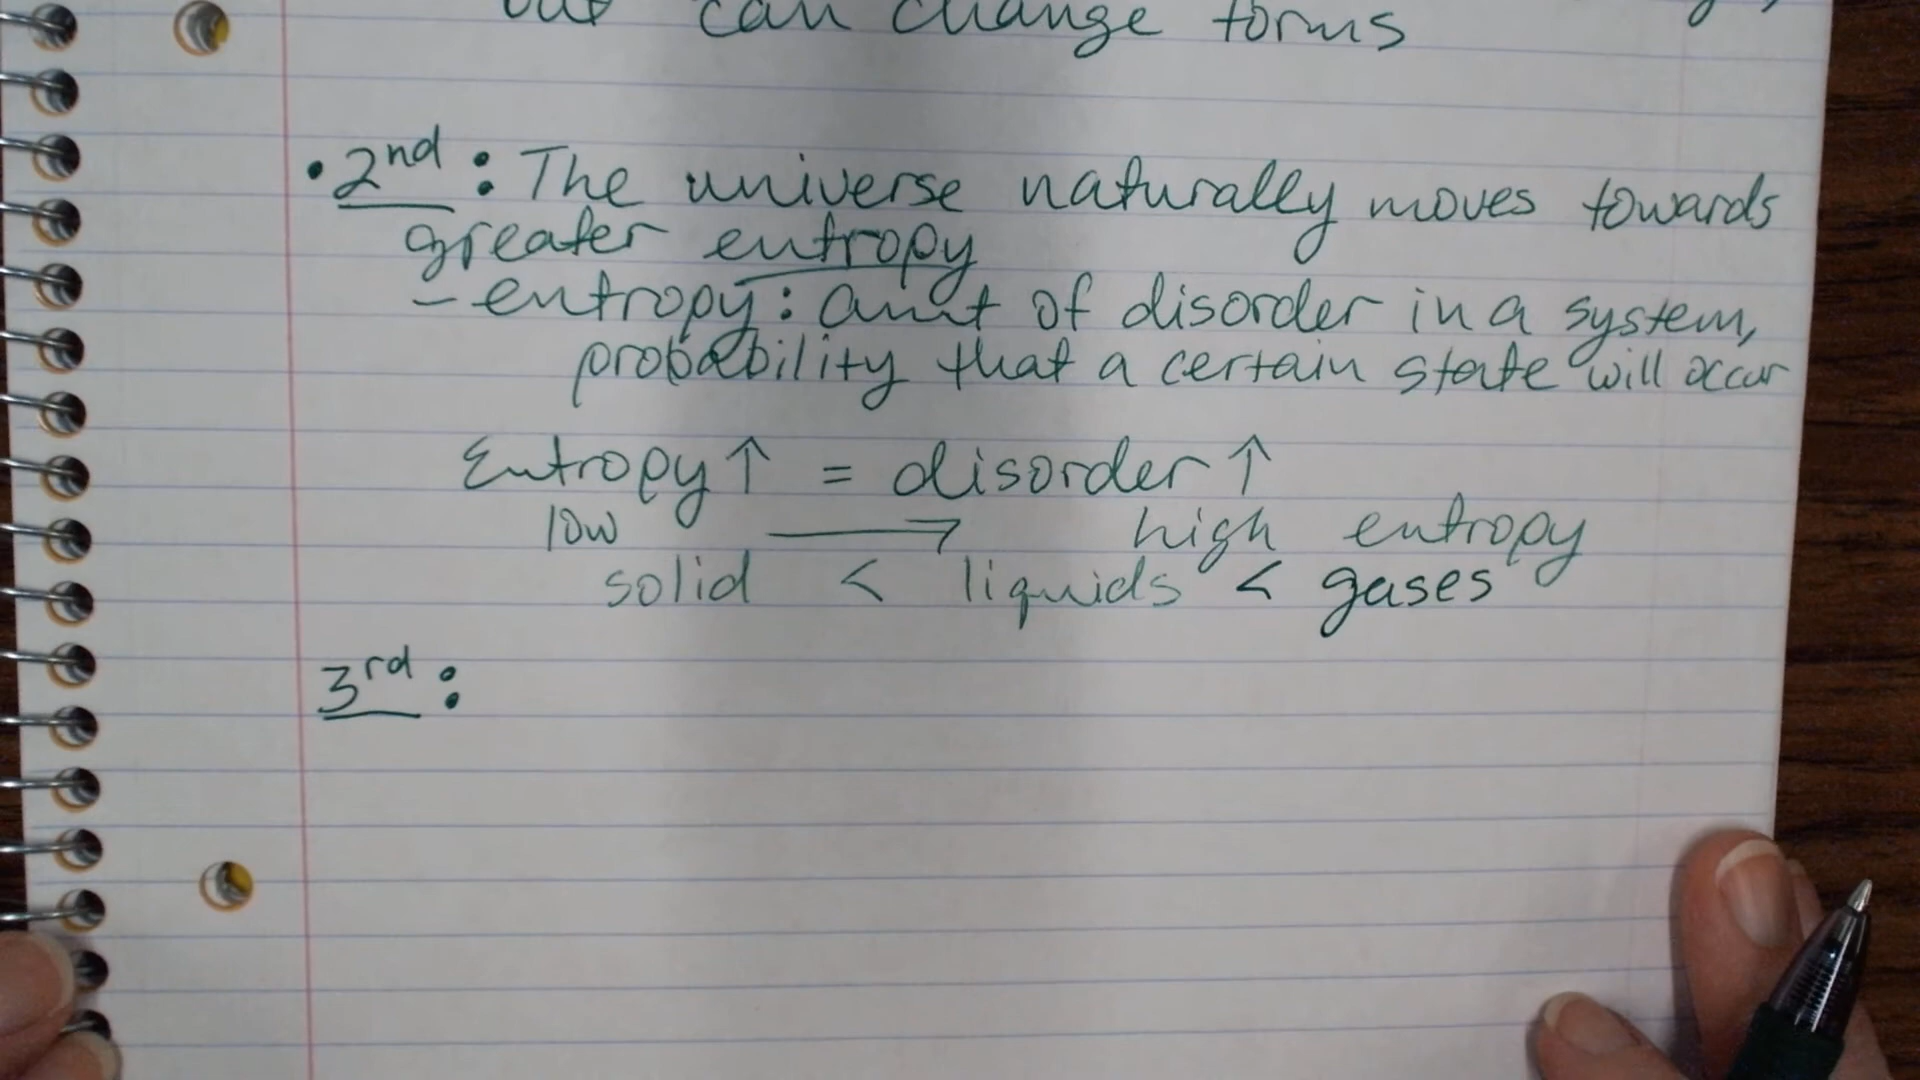 but can change forms
• 2nd : The universe naturally moves towards
greater entropy
- entropy : amt of disorder in a system,
probability that a certain state will occur
Entropy ↑ = disorder ↑
low → high entropy
solid < liquids < gases
3rd :